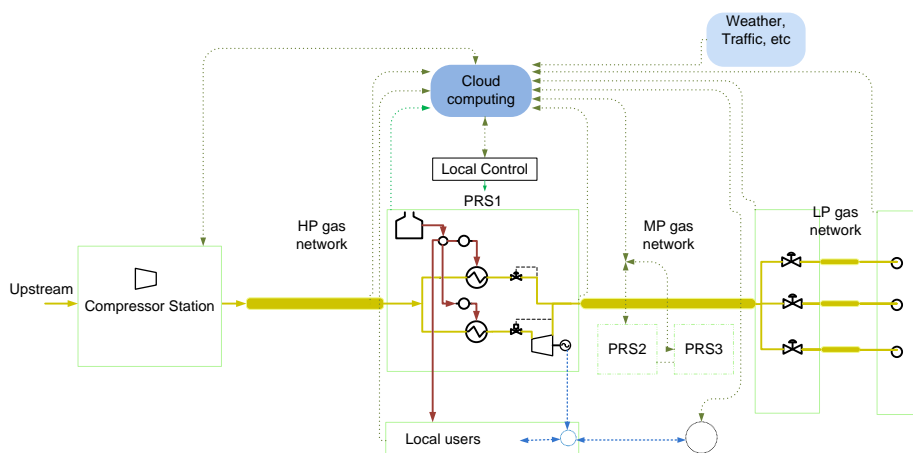 Weather,
Traffic, etc
Cloud
computing
Local Control
PRS1
HP gas
network
MP gas
network
LP gas
network
Upstream
Compressor Station
PRS2
PRS3
Local users